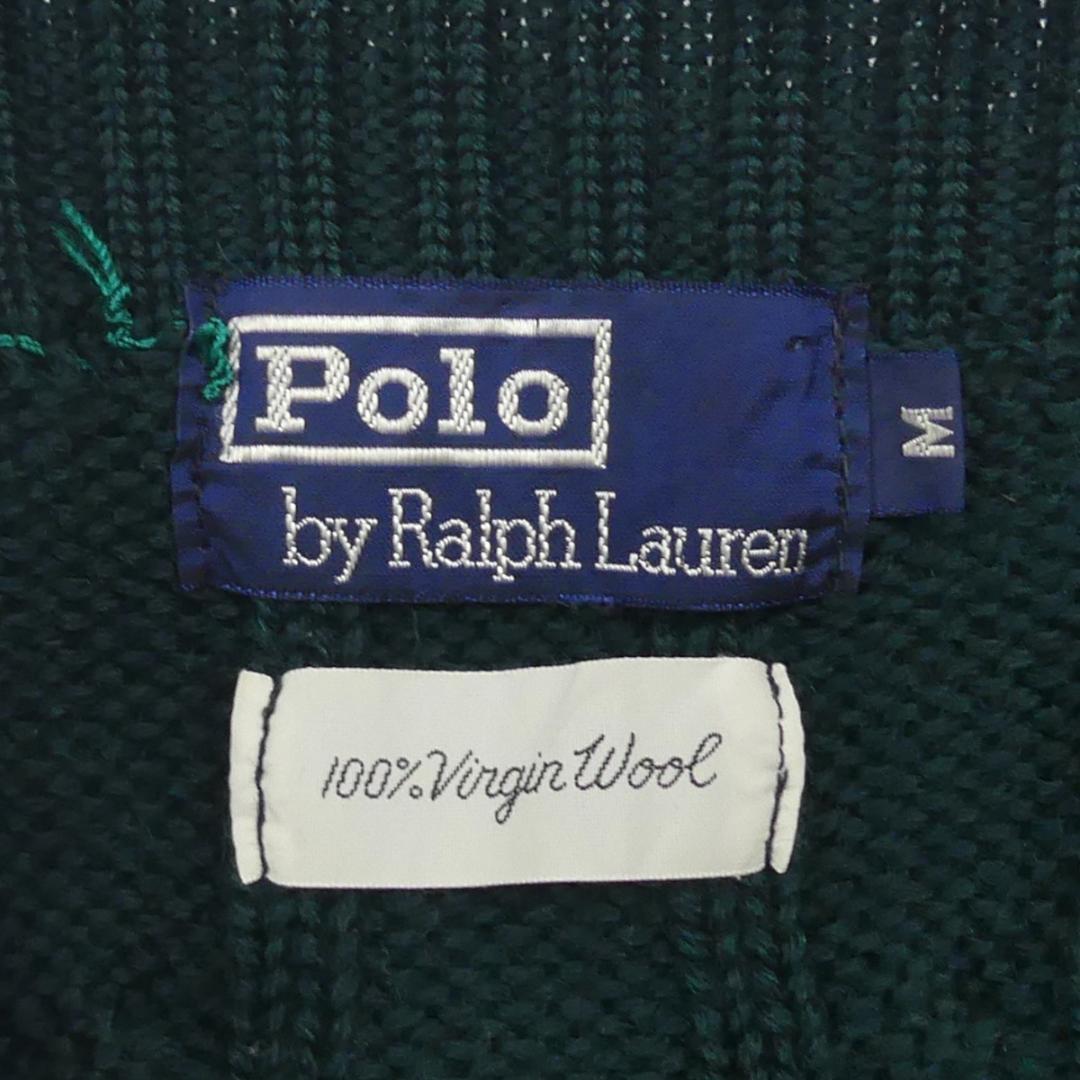 Polo
by Ralph Lauren
M
100% Virgin Wool